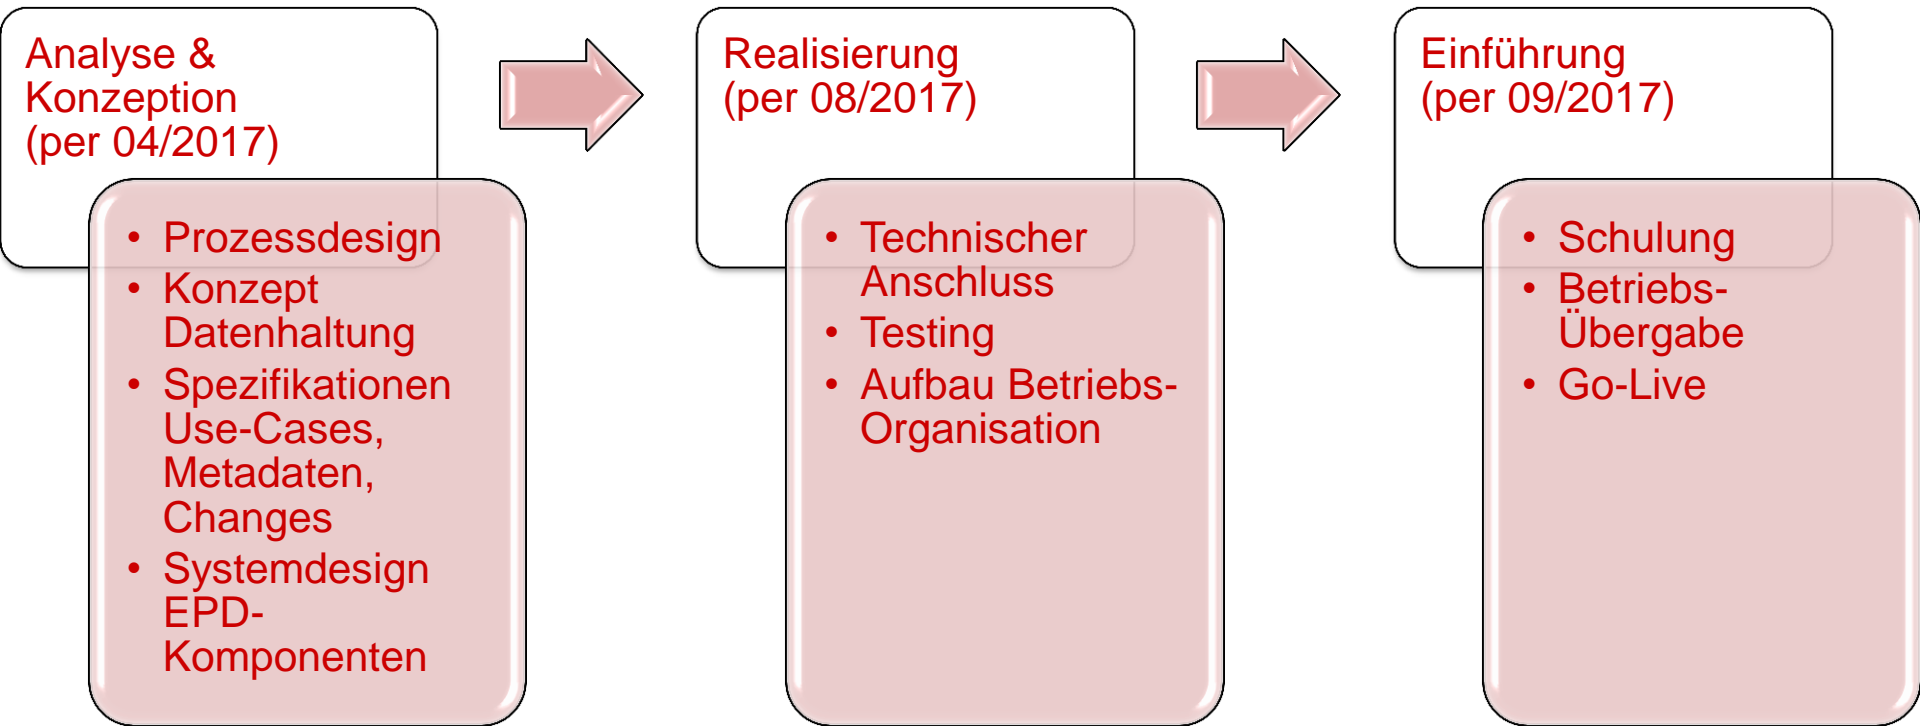 Analyse &
Konzeption
(per 04/2017)
• Prozessdesign
• Konzept
Datenhaltung
• Spezifikationen
Use-Cases,
Metadaten,
Changes
• Systemdesign
EPD-
Komponenten
Realisierung
(per 08/2017)
• Technischer
Anschluss
• Testing
• Aufbau Betriebs-
Organisation
Einführung
(per 09/2017)
• Schulung
• Betriebs-
Übergabe
• Go-Live